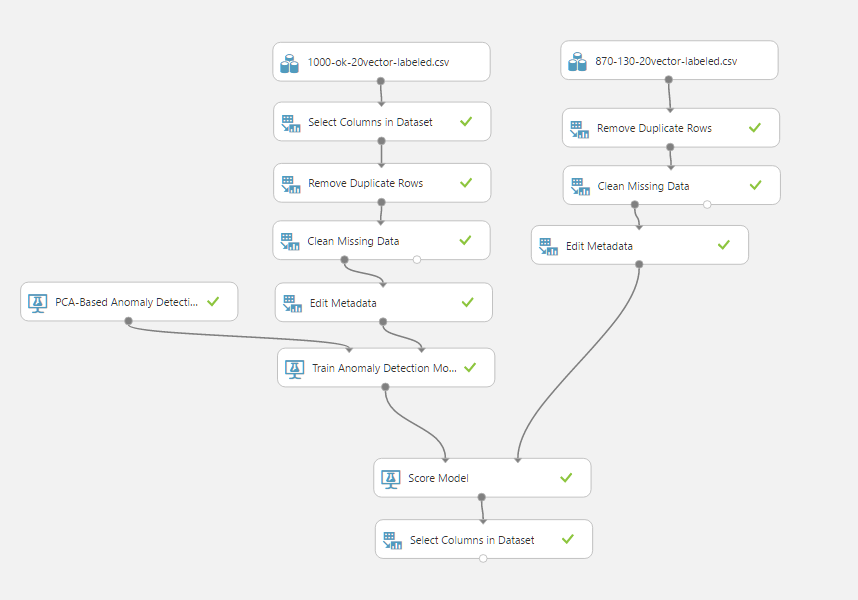 1000-ok-20vector-labeled.csv
870-130-20vector-labeled.csv
Select Columns in Dataset
Remove Duplicate Rows
Remove Duplicate Rows
Clean Missing Data
Clean Missing Data
Edit Metadata
PCA-Based Anomaly Detecti...
Edit Metadata
Train Anomaly Detection Mo...
Score Model
Select Columns in Dataset